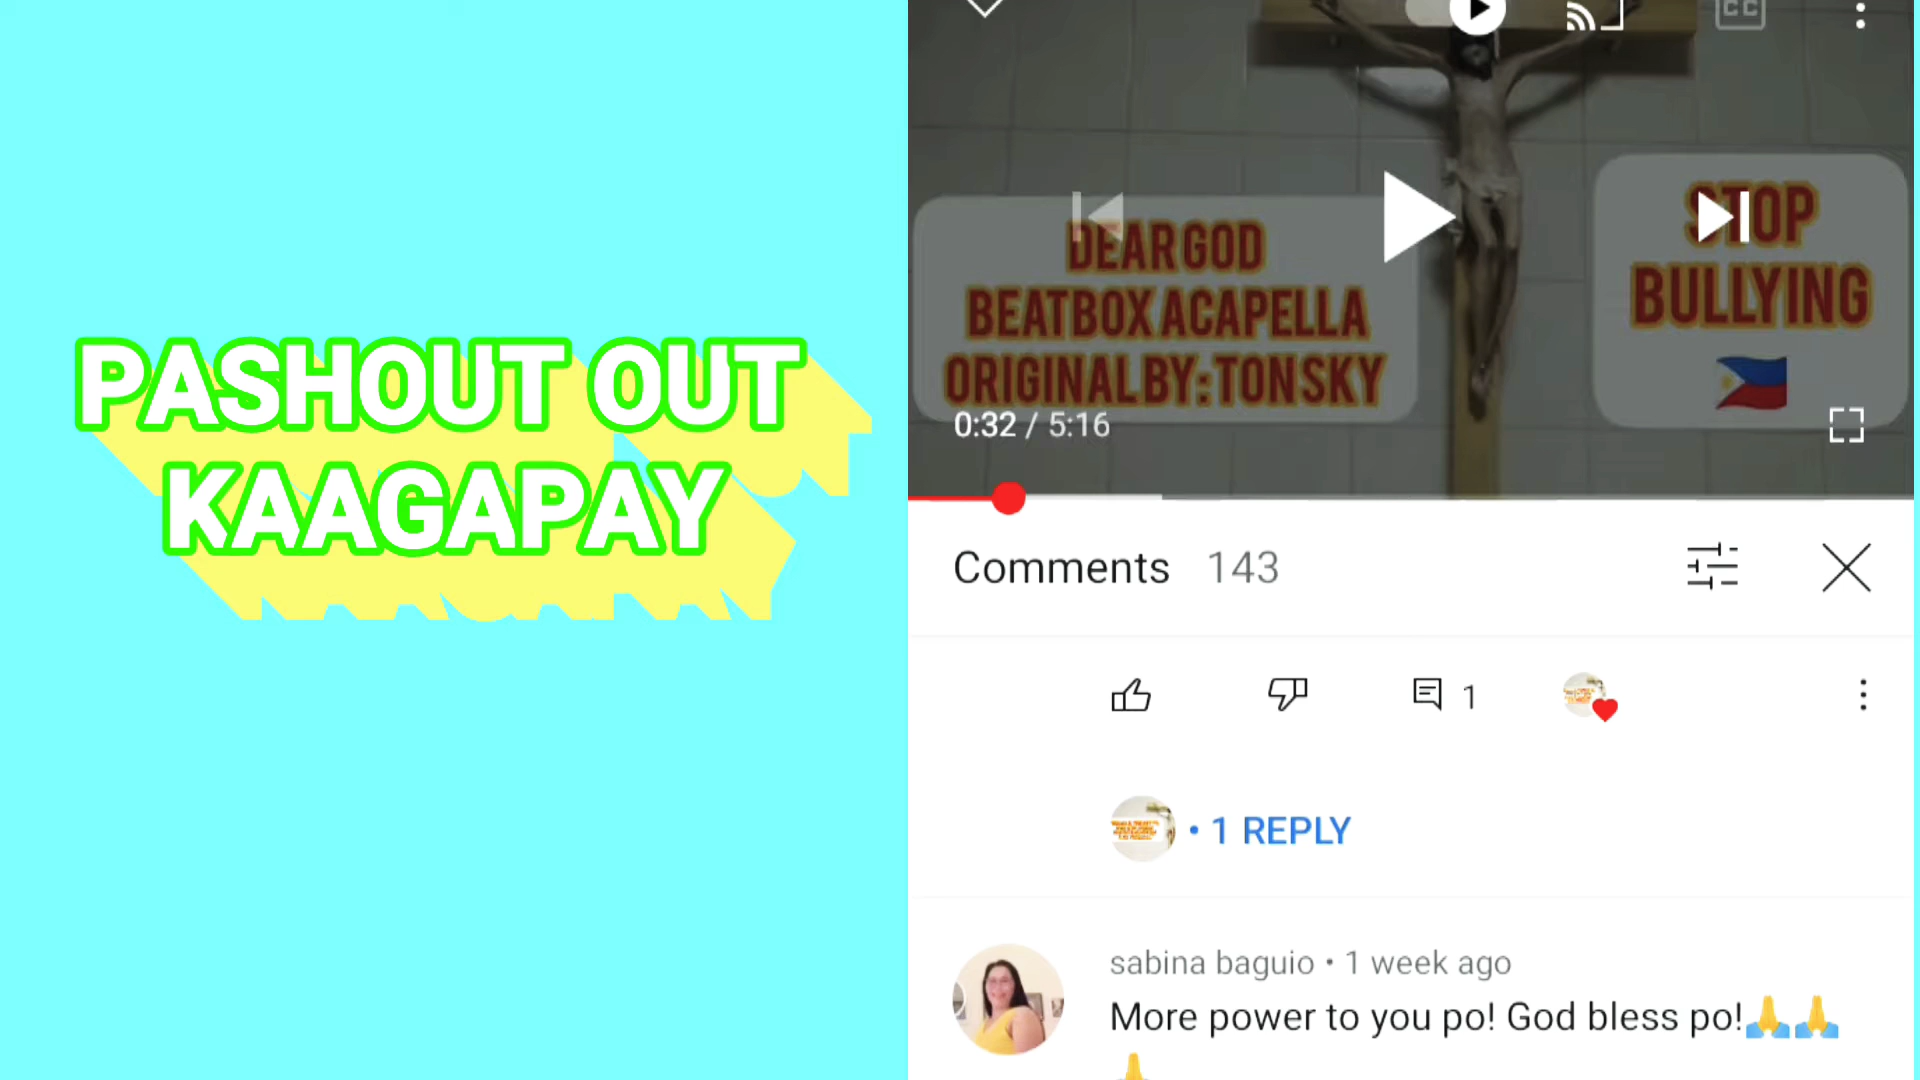 PASHOUT OUT
KAAGAPAY
CC
DEAR GOD
BEATBOX ACAPELLA
ORIGINAL BY: TONSKY
STOP
BULLYING
0:32 / 5:16
Comments 143
1
• 1 REPLY
sabina baguio • 1 week ago
More power to you po! God bless po!🙏🙏
🙏